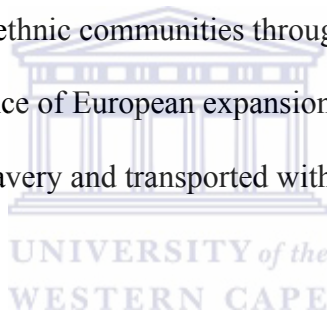 ethnic communities throug
ce of European expansion
avery and transported with
UNIVERSITY of the
WESTERN CAPE